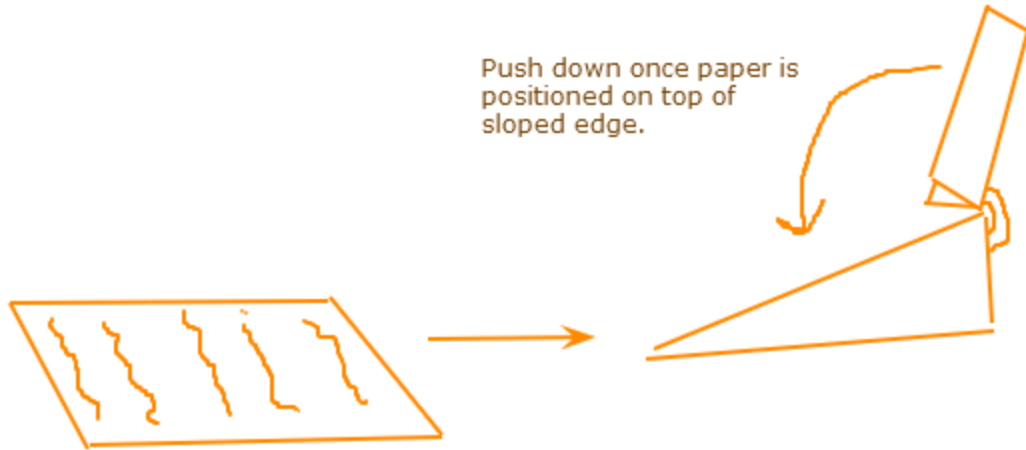 Push down once paper is
positioned on top of
sloped edge.